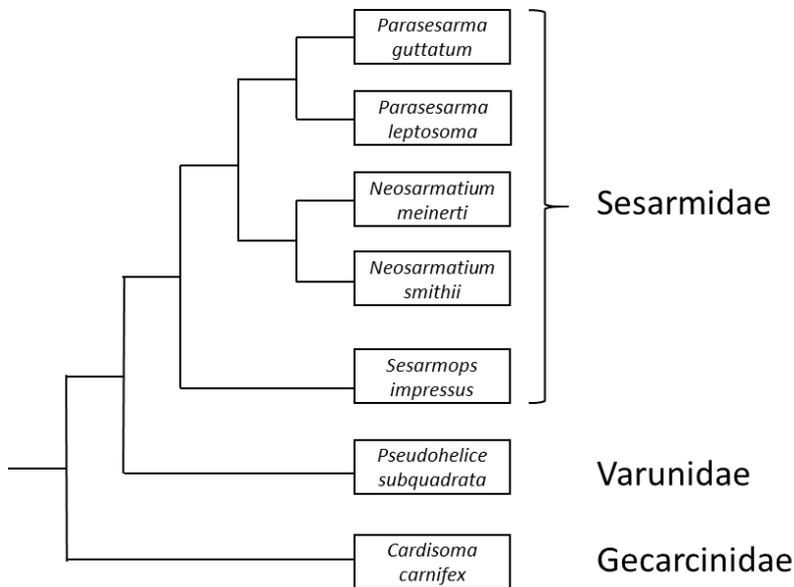 Parasesarma
guttatum
Parasesarma
leptosoma
Neosarmatium
meinerti
Sesarmidae
Neosarmatium
smithii
Sesarmops
impressus
Pseudohelice
subquadrata
Varunidae
Cardisoma
carnifex
Gecarcinidae